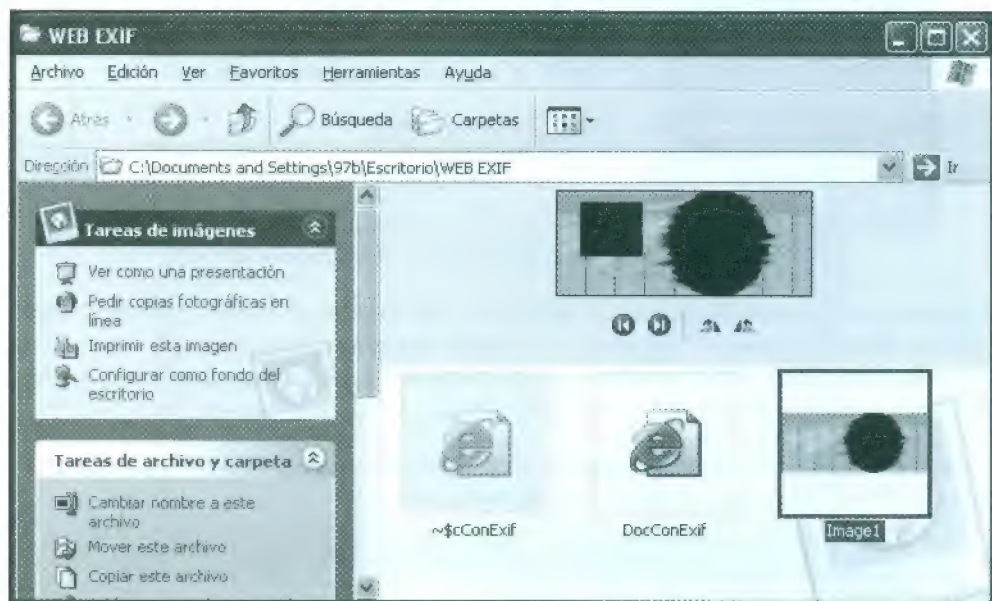 WEB EXIF
Archivo Edición Ver Favoritos Herramientas Ayuda
Atrás Búsqueda Carpetas
Dirección C:\Documents and Settings\97b\Escritorio\WEB EXIF Ir
Tareas de imágenes
Ver como una presentación
Pedir copias fotográficas en
línea
Imprimir esta imagen
Configurar como fondo del
escritorio
Tareas de archivo y carpeta
Cambiar nombre a este
archivo
Mover este archivo
Copiar este archivo
~$cConExif
DocConExif
Image1